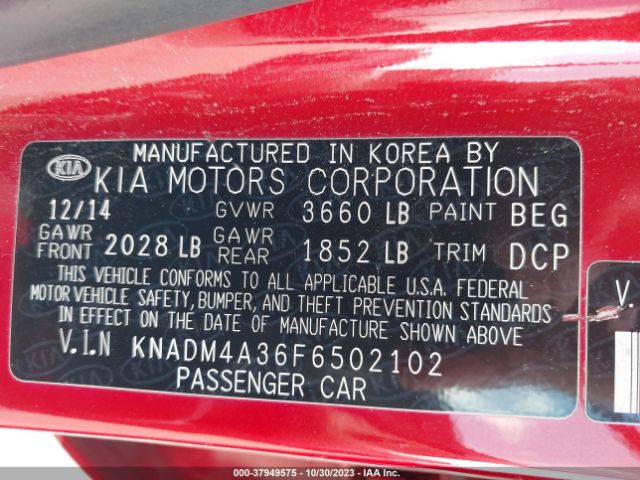 MANUFACTURED IN KOREA BY
KIA KIA MOTORS CORPORATION
12/14 GVWR 3660 LB PAINT BEG
GAWR FRONT 2028 LB GAWR REAR 1852 LB TRIM DCP
THIS VEHICLE CONFORMS TO ALL APPLICABLE U.S.A. FEDERAL
MOTOR VEHICLE SAFETY, BUMPER, AND THEFT PREVENTION STANDARDS
IN EFFECT ON THE DATE OF MANUFACTURE SHOWN ABOVE
V.I.N KNADM4A36F6502102
PASSENGER CAR
V.
000-37949575 - 10/30/2023 - IAA Inc.